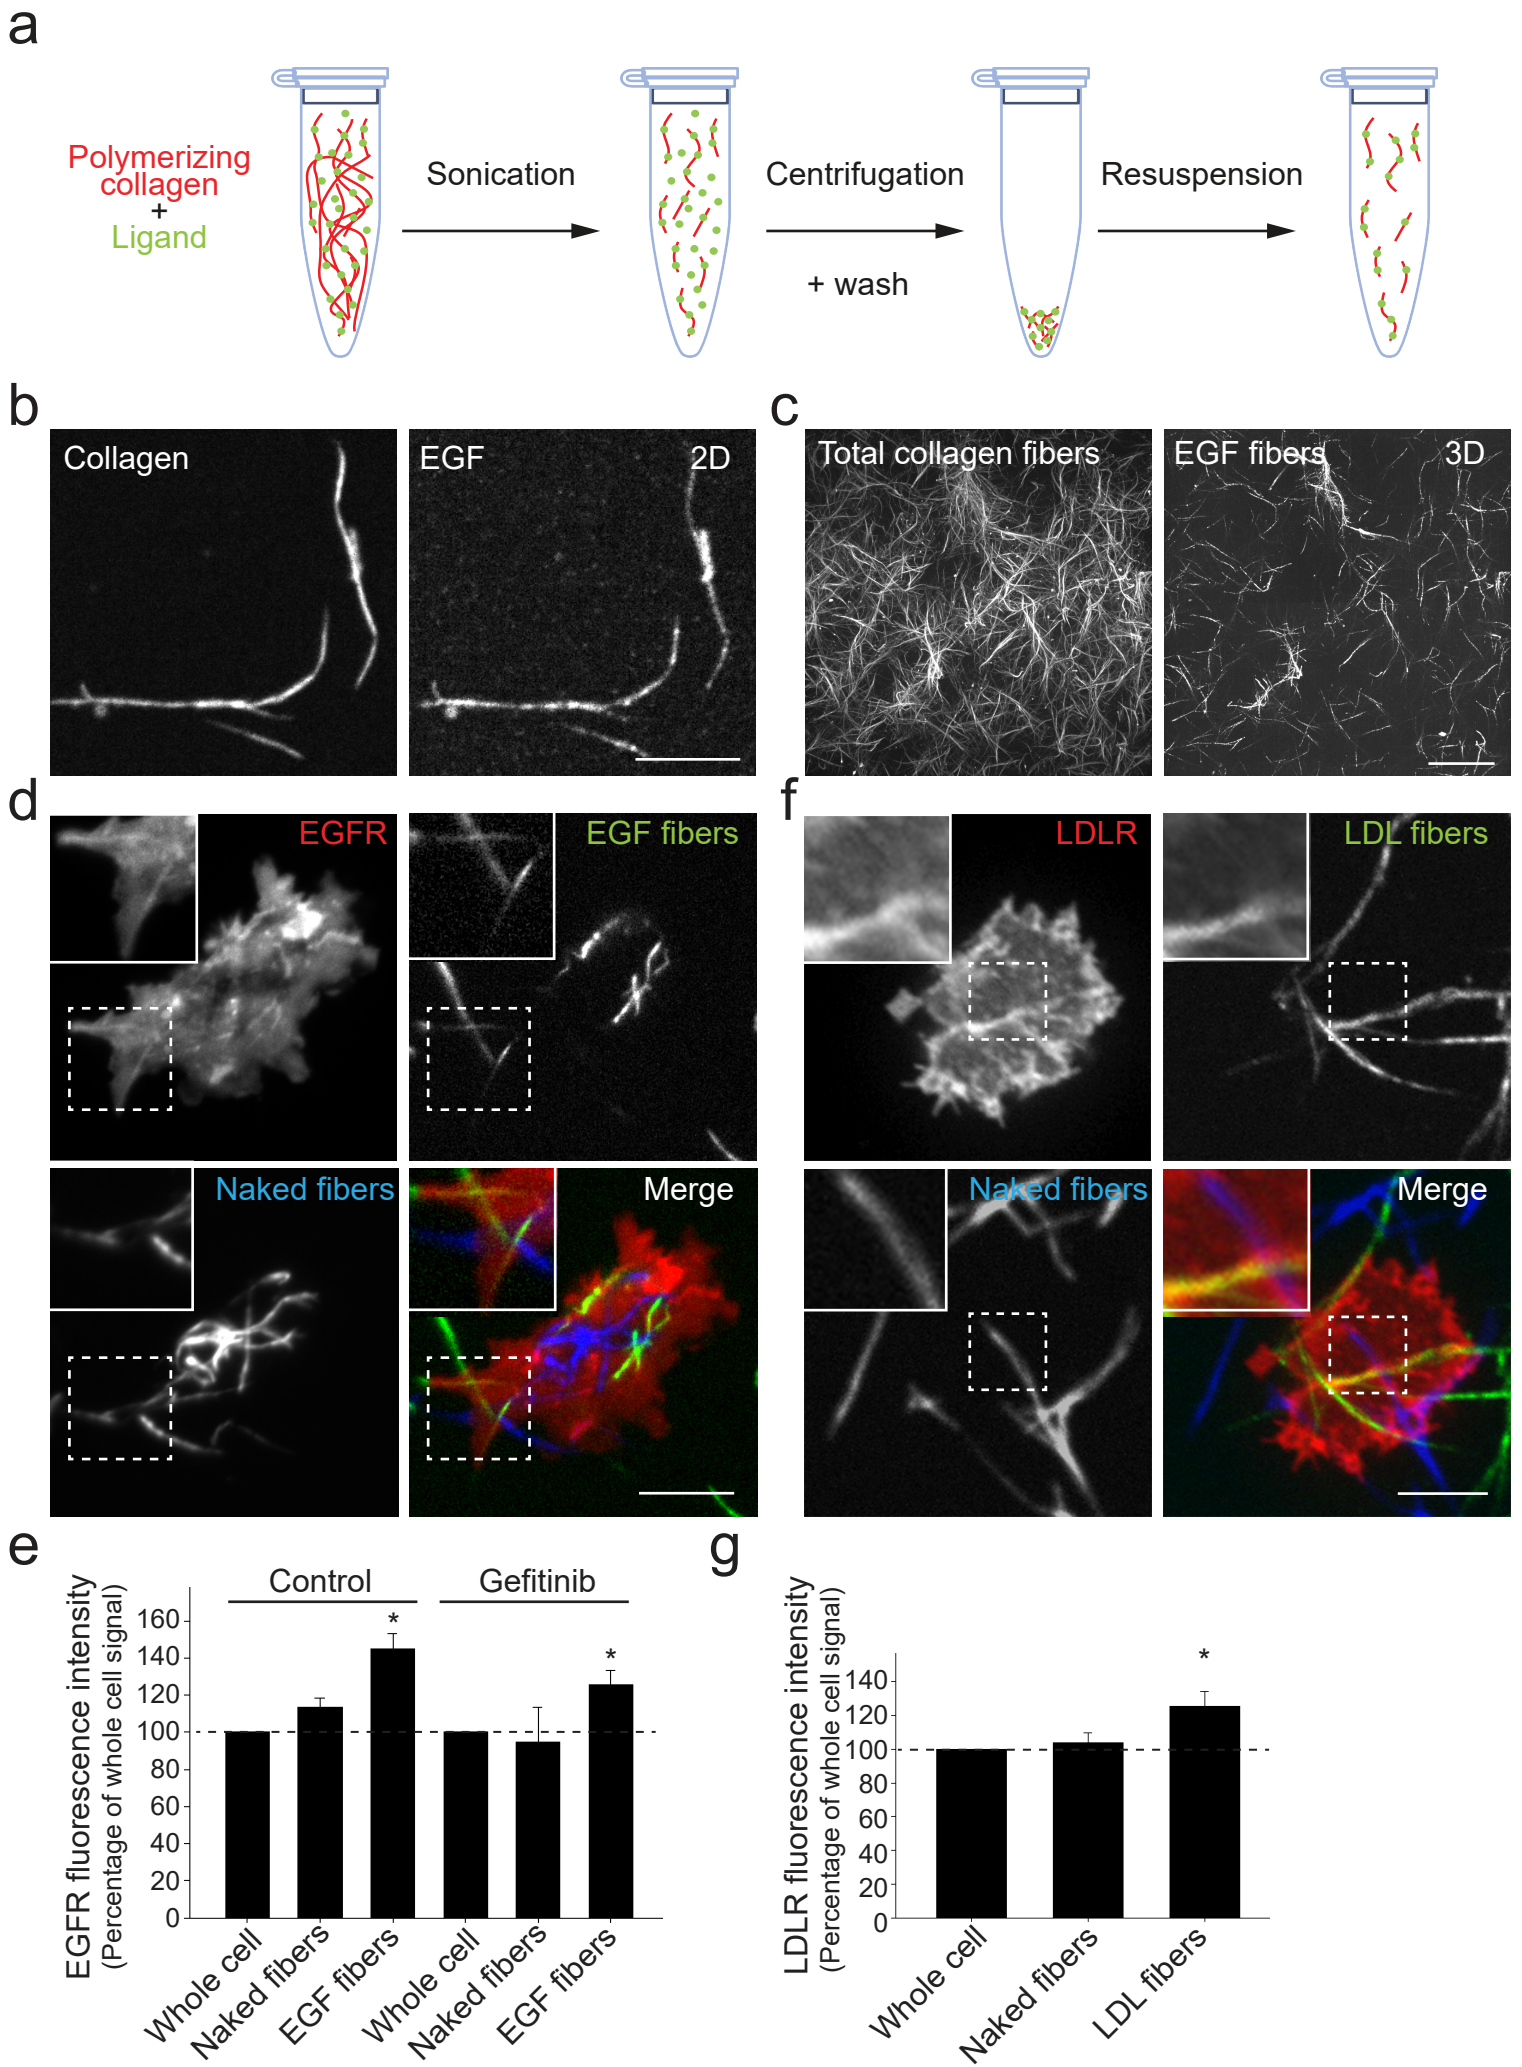 a
Polymerizing
collagen
+
Ligand
Sonication
Centrifugation
+ wash
Resuspension
b
Collagen
EGF
2D
c
Total collagen fibers
EGF fibers
3D
d
EGFR
EGF fibers
Naked fibers
Merge
f
LDLR
LDL fibers
Naked fibers
Merge
e
EGFR fluorescence intensity
(Percentage of whole cell signal)
Control
Gefitinib
160
140
120
100
80
60
40
20
0
*
*
Whole cell
Naked fibers
EGF fibers
Whole cell
Naked fibers
EGF fibers
g
LDLR fluorescence intensity
(Percentage of whole cell signal)
140
120
100
80
60
40
20
0
*
Whole cell
Naked fibers
LDL fibers